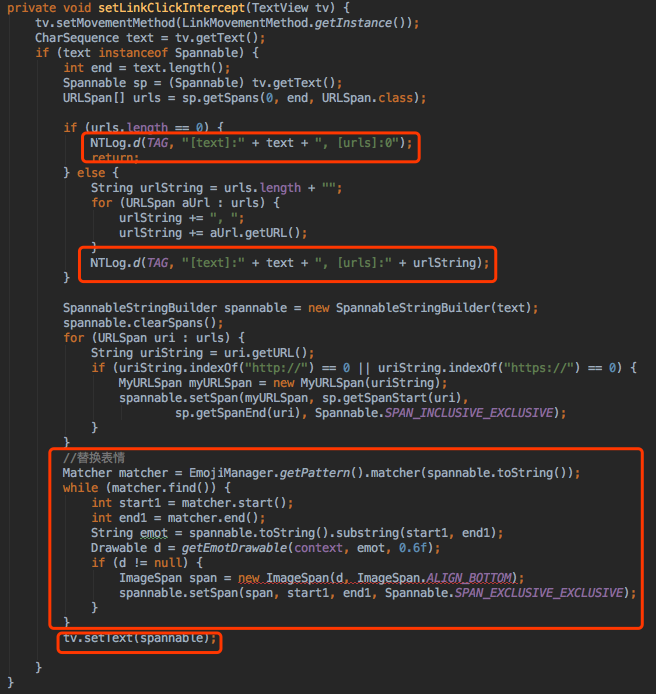 private void setLinkClickIntercept(TextView tv) {
tv.setMovementMethod(LinkMovementMethod.getInstance());
CharSequence text = tv.getText();
if (text instanceof Spannable) {
int end = text.length();
Spannable sp = (Spannable) tv.getText();
URLSpan[] urls = sp.getSpans(0, end, URLSpan.class);
if (urls.length == 0) {
NTLog.d(TAG, "[text]:" + text + ", [urls]:0");
return;
} else {
String urlString = urls.length + "";
for (URLSpan aUrl : urls) {
urlString += ", ";
urlString += aUrl.getURL();
}
NTLog.d(TAG, "[text]:" + text + ", [urls]:" + urlString);
}
SpannableStringBuilder spannable = new SpannableStringBuilder(text);
spannable.clearSpans();
for (URLSpan uri : urls) {
String uriString = uri.getURL();
if (uriString.indexOf("http://") == 0 || uriString.indexOf("https://") == 0) {
MyURLSpan myURLSpan = new MyURLSpan(uriString);
spannable.setSpan(myURLSpan, sp.getSpanStart(uri),
sp.getSpanEnd(uri), Spannable.SPAN_INCLUSIVE_EXCLUSIVE);
}
}
//替换表情
Matcher matcher = EmojiManager.getPattern().matcher(spannable.toString());
while (matcher.find()) {
int start1 = matcher.start();
int end1 = matcher.end();
String emot = spannable.toString().substring(start1, end1);
Drawable d = getEmotDrawable(context, emot, 0.6f);
if (d != null) {
ImageSpan span = new ImageSpan(d, ImageSpan.ALIGN_BOTTOM);
spannable.setSpan(span, start1, end1, Spannable.SPAN_EXCLUSIVE_EXCLUSIVE);
}
}
tv.setText(spannable);
}
}